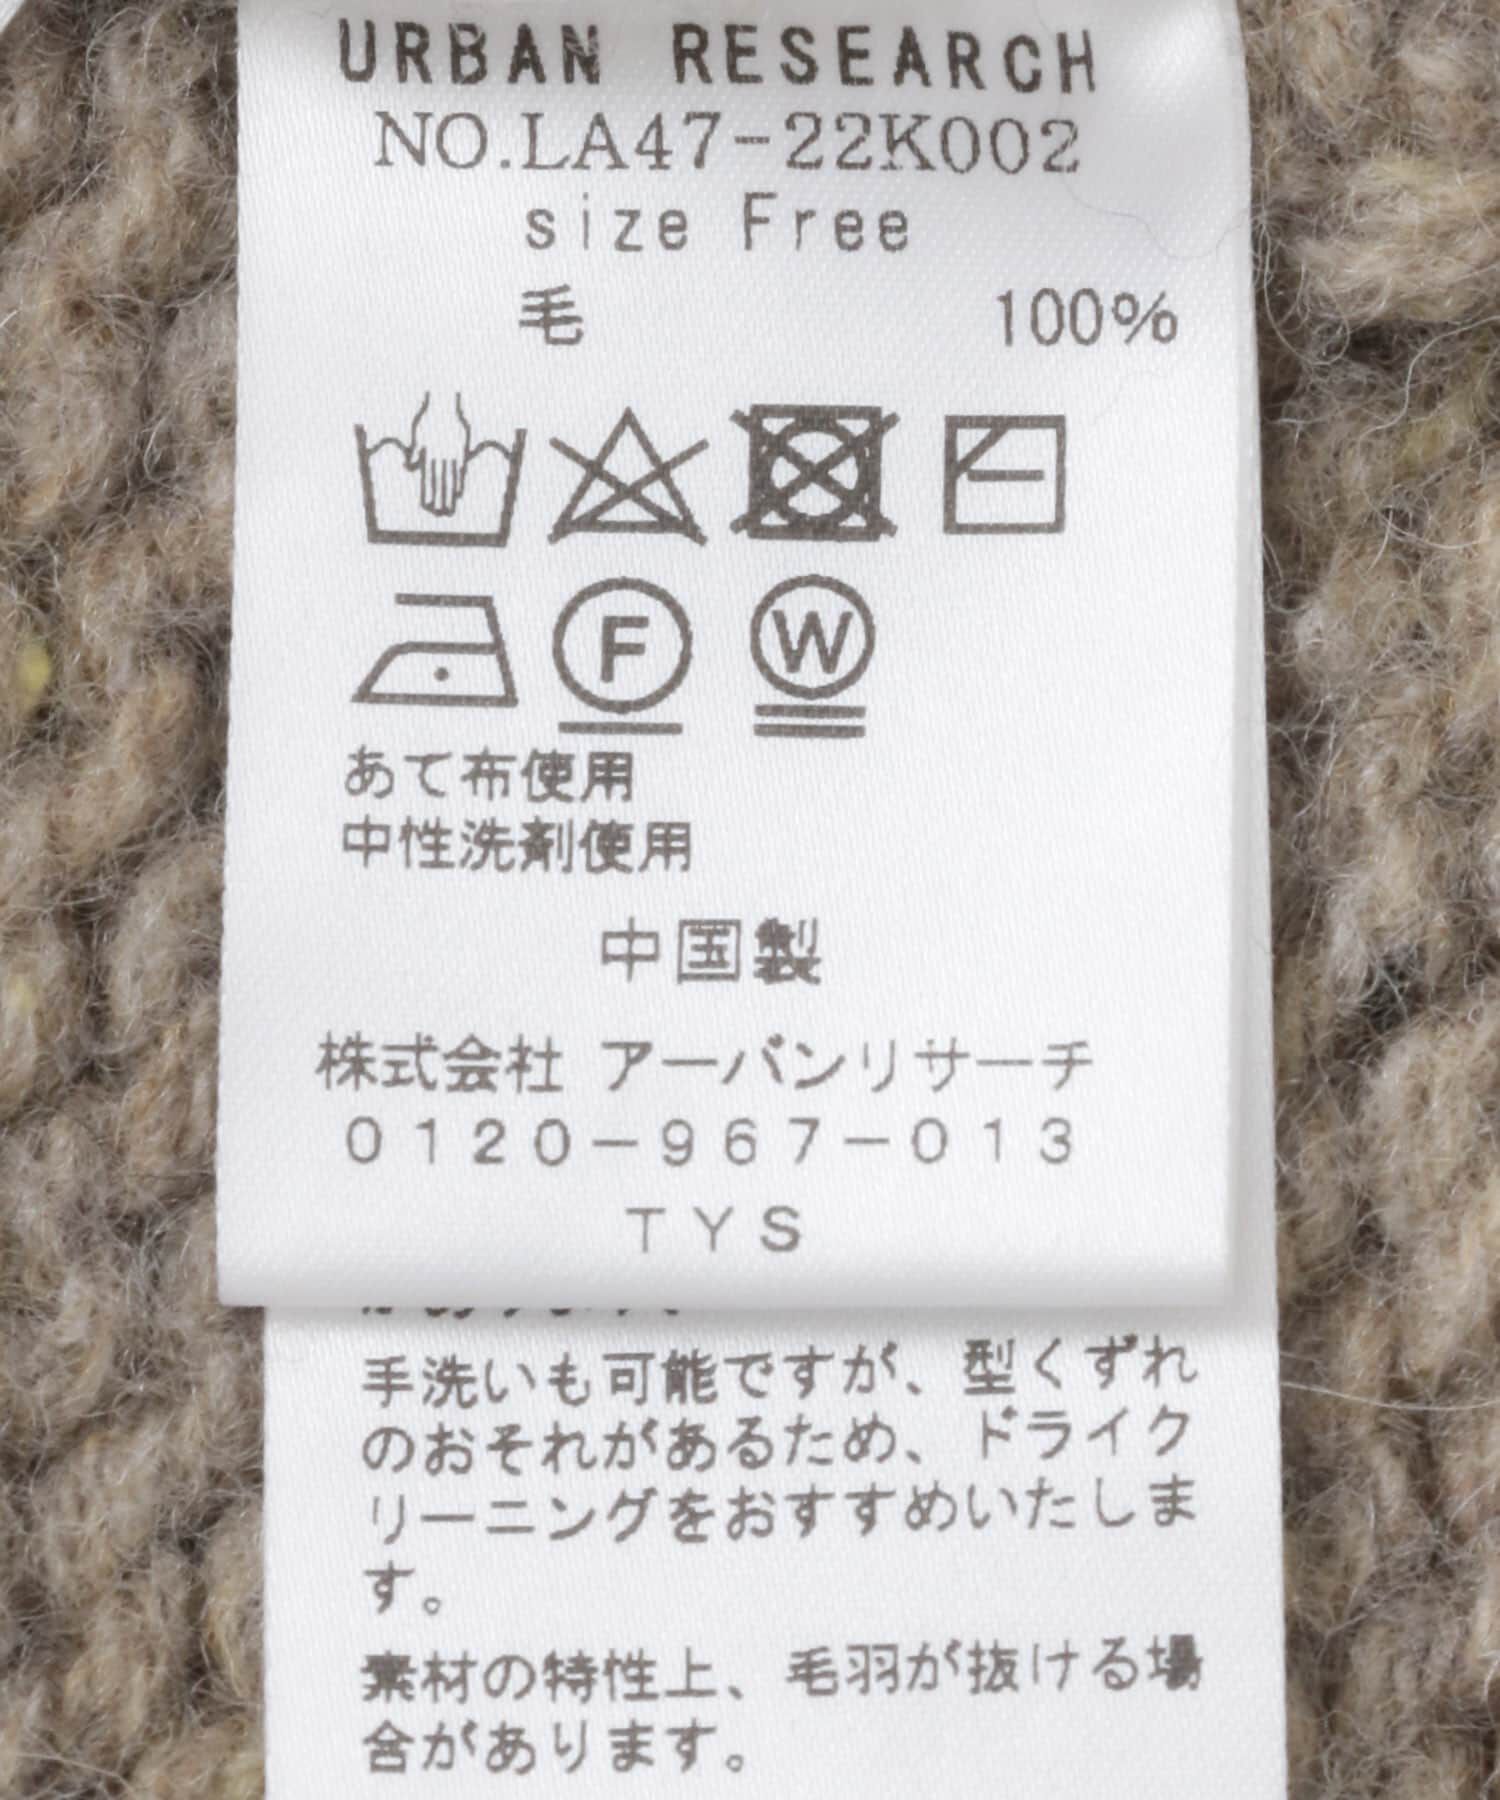 URBAN RESEARCH
NO.LA47-22K002
size Free
毛 100%
F W
あて布使用
中性洗剤使用
中国製
株式会社 アーバンリサーチ
0120-967-013
TYS
手洗いも可能ですが、型くずれ
のおそれがあるため、ドライク
リーニングをおすすめいたしま
す。
素材の特性上、毛羽が抜ける場
合があります。